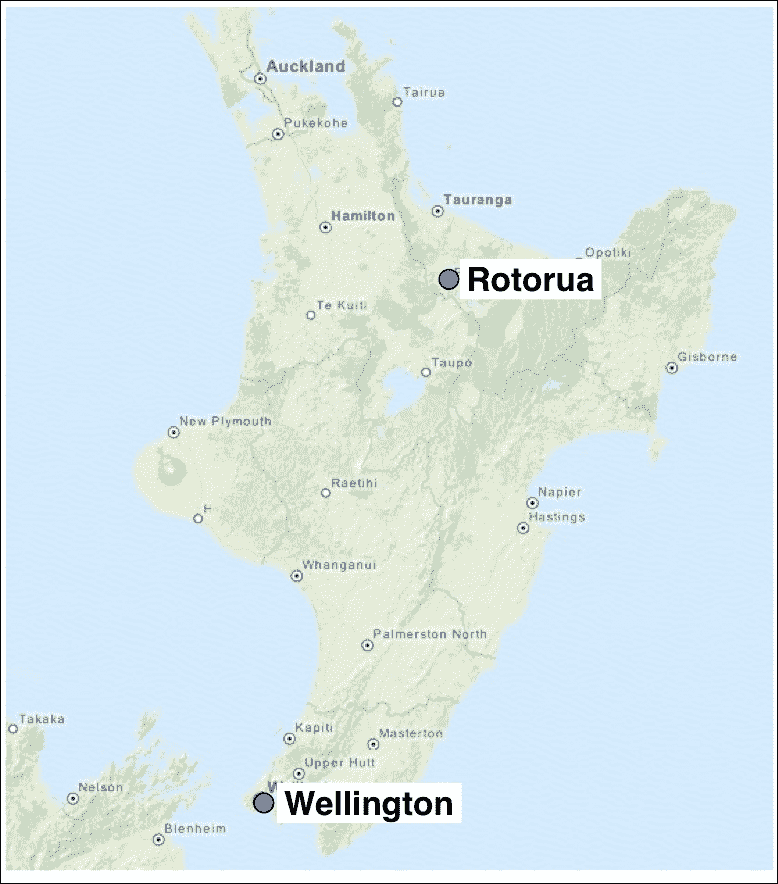 Auckland
Tairua
Pukekohe
Tauranga
Hamilton
Opotiki
Rotorua
Te Kuiti
Gisborne
Taupo
New Plymouth
Raetihi
Napier
H
Hastings
Whanganui
Palmerston North
Takaka
Kapiti
Masterton
Upper Hutt
Nelson
Wellington
Blenheim